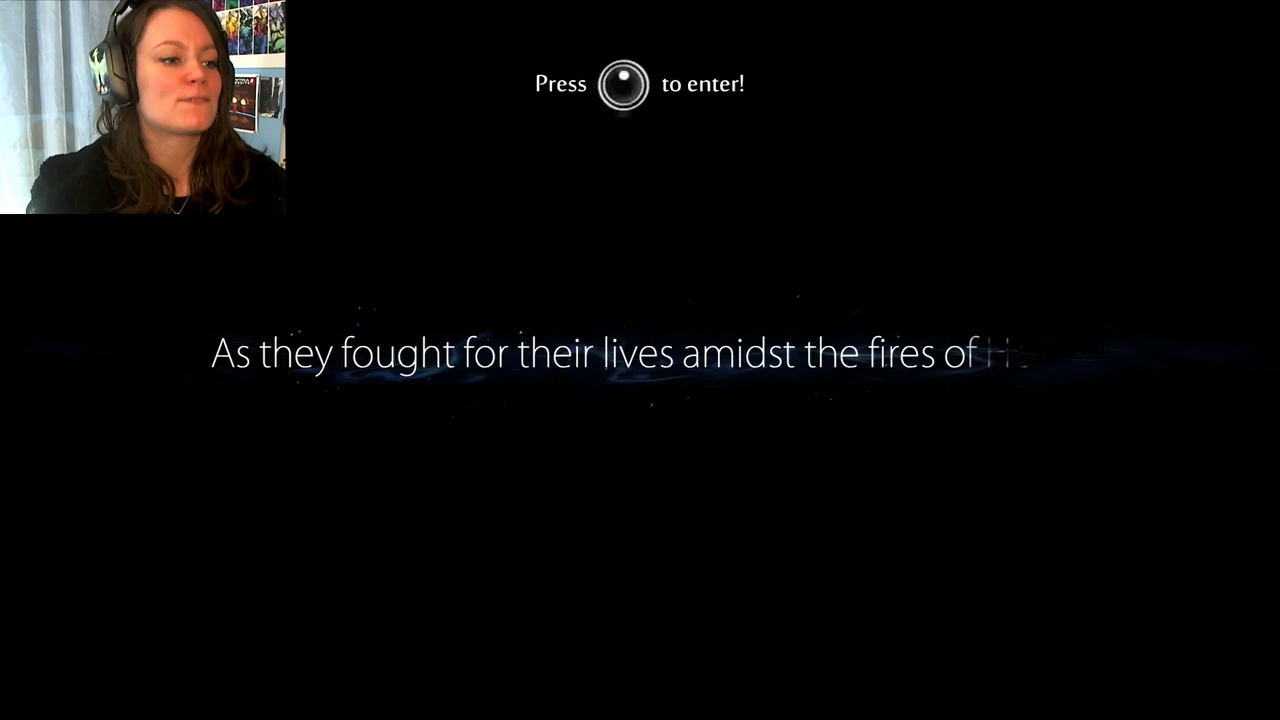 Press to enter!
As they fought for their lives amidst the fires of